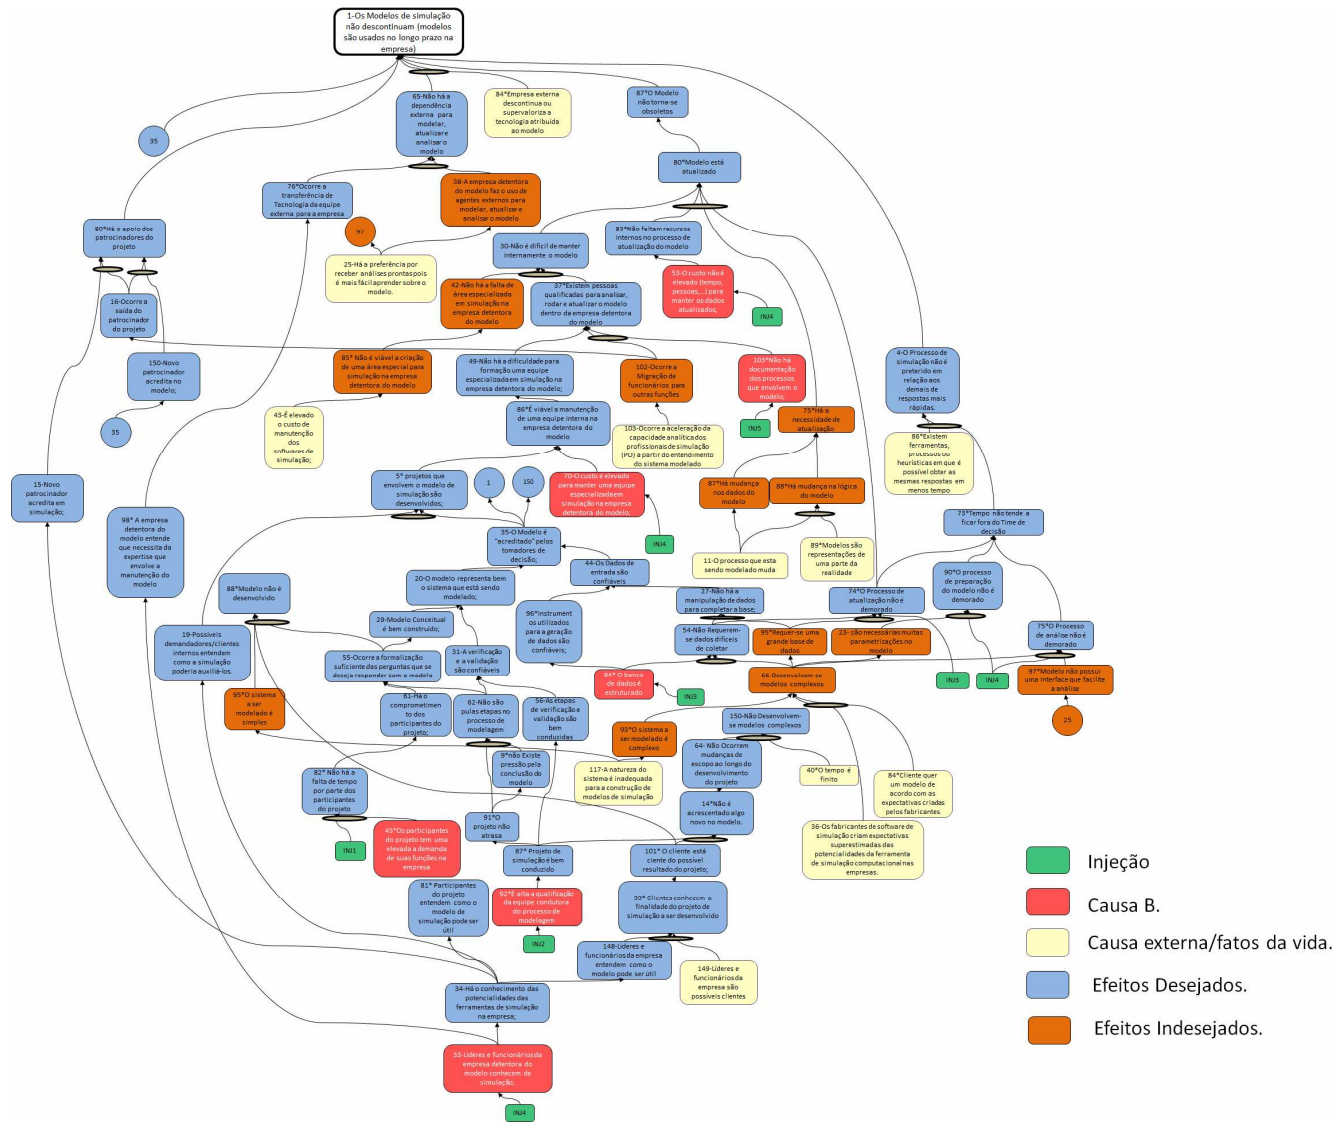 1-Os Modelos de simulação
não descontinuam (modelos
são usados no longo prazo na
empresa)
65-Não há a
dependência
externa para
modelar,
atualizar e
analisar o
modelo
84*Empresa externa
descontinua ou
supervaloriza a
tecnologia atribuída
ao modelo
87*O Modelo
não torna-se
obsoletos
35
80*Modelo está
atualizado
76*Ocorre a
transferência de
Tecnologia da equipe
externa para a empresa
38-A empresa detentora
do modelo faz o uso de
agentes externos para
modelar, atualizar e
analisar o modelo
80*Há o apoio dos
patrocinadores do
projeto
97
83*Não faltam recursos
internos no processo de
atualização do modelo
30-Não é difícil de manter
internamente o modelo
25-Há a preferência por
receber análises prontas pois
é mais fácil aprender sobre o
modelo.
53-O custo não é
elevado (tempo,
pessoas,...) para
manter os dados
atualizados;
INJ4
42-Não há a falta de
área especializada
em simulação na
empresa detentora
do modelo
37*Existem pessoas
qualificadas para analisar,
rodar e atualizar o modelo
dentro da empresa detentora
do modelo
16-Ocorre a
saída do
patrocinador
do projeto
150-Novo
patrocinador
acredita no
modelo;
35
85* Não é viável a criação
de uma área especial para
simulação na empresa
detentora do modelo
49-Não há a dificuldade para
formação uma equipe
especializada em simulação na
empresa detentora do modelo;
102-Ocorre a
Migração de
funcionários para
outras funções
103*Não há
documentação
dos processos
que envolvem o
modelo;
INJ5
4-O Processo de
simulação não é
preterido em
relação aos
demais de
respostas mais
rápidas.
43-É elevado
o custo de
manutenção
dos
softwares de
simulação;
86*É viável a manutenção
de uma equipe interna na
empresa detentora do
modelo
103-Ocorre a aceleração da
capacidade analítica dos
profissionais de simulação
(PO) a partir do entendimento
do sistema modelado
75*Há a
necessidade de
atualização
86*Existem
ferramentas,
processos ou
heurísticas em que é
possível obter as
mesmas respostas em
menos tempo
15-Novo
patrocinador
acredita em
simulação;
5* projetos que
envolvem o modelo de
simulação são
desenvolvidos;
1
150
70-O custo é elevado
para manter uma equipe
especializada em
simulação na empresa
detentora do modelo;
INJ4
87*Há mudança
nos dados do
modelo
88*Há mudança na lógica
do modelo
98* A empresa
detentora do
modelo entende
que necessita da
expertise que
envolve a
manutenção do
modelo
73*Tempo não tende a
ficar fora do Time de
decisão
35-O Modelo é
"acreditado" pelos
tomadores de
decisão;
11-O processo que esta
sendo modelado muda
89*Modelos são
representações de
uma parte da
realidade
88*Modelo não é
desenvolvido
20-O modelo representa bem
o sistema que está sendo
modelado;
44-Os Dados de
entrada são
confiáveis
27-Não há a
manipulação de dados
para completar a base;
74*O Processo de
atualização não é
demorado
90*O processo
de preparação
do modelo não é
demorado
19-Possíveis
demandadores/clientes
internos entendem
como a simulação
poderia auxiliá-los.
29-Modelo Conceitual
é bem construído;
96*Instrument
os utilizados
para a geração
de dados são
confiáveis;
54-Não Requerem-
se dados difíceis
de coletar
95*Requer-se uma
grande base de
dados
23- são necessárias muitas
parametrizações no
modelo
75*O Processo
de análise não é
demorado
55-Ocorre a formalização
suficiente das perguntas que se
deseja responder com o modelo
31-A verificação
e a validação
são confiáveis
94* O banco
de dados é
estruturado
INJ3
66-Desenvolvem-se
modelos complexos
INJ5
INJ4
97*Modelo não possui
uma interface que facilite
a análise
25
95*O sistema
a ser
modelado é
simples
61-Há o
comprometimen
to dos
participantes do
projeto;
62-Não são
pulas etapas no
processo de
modelagem
56-As etapas
de verificação e
validação são
bem
conduzidas
93*O sistema a
ser modelado é
complexo
150-Não Desenvolvem-
se modelos complexos
64- Não Ocorrem
mudanças de
escopo ao longo do
desenvolvimento
do projeto
9*não Existe
pressão pela
conclusão do
modelo
117-A natureza do
sistema é inadequada
para a construção de
modelos de simulação
40*O tempo é
finito
84*Cliente quer
um modelo de
acordo com as
expectativas criadas
pelos fabricantes
82* Não há a
falta de tempo
por parte dos
participantes
do projeto
91*O
projeto não
atrasa
14*Não é
acrescentado algo
novo no modelo.
36-Os fabricantes de software de
simulação criam expectativas
superestimadas das
potencialidades da ferramenta
de simulação computacional nas
empresas.
INJ1
45*Os participantes
do projeto tem uma
elevada a demanda
de suas funções na
empresa
87* Projeto de
simulação é bem
conduzido
101* O cliente está
ciente do possível
resultado do projeto;
81* Participantes
do projeto
entendem como o
modelo de
simulação pode ser
útil
92*É alta a qualificação
da equipe condutora
do processo de
modelagem
INJ2
39* Clientes conhecem a
finalidade do projeto de
simulação a ser desenvolvido
148-Líderes e
funcionários da empresa
entendem como o
modelo pode ser útil
149-Líderes e
funcionários da
empresa são
possíveis clientes
34-Há o conhecimento das
potencialidades das
ferramentas de simulação
na empresa;
33-Líderes e funcionários da
empresa detentora do
modelo conhecem de
simulação;
INJ4
Injeção
Causa B.
Causa externa/fatos da vida.
Efeitos Desejados.
Efeitos Indesejados.